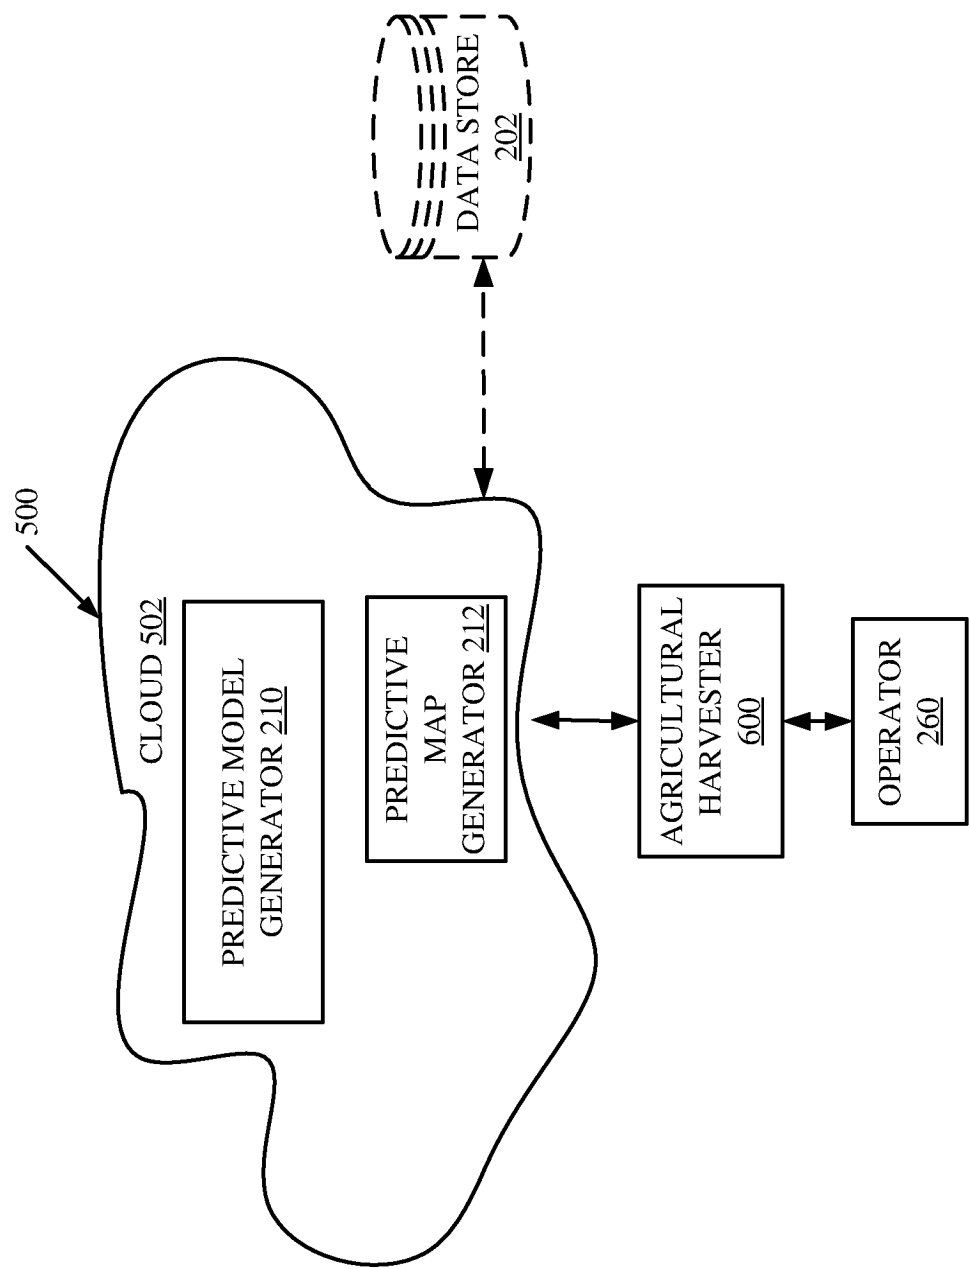 500
CLOUD 502
PREDICTIVE MODEL
GENERATOR 210
PREDICTIVE
MAP
GENERATOR 212
DATA STORE
202
AGRICULTURAL
HARVESTER
600
OPERATOR
260